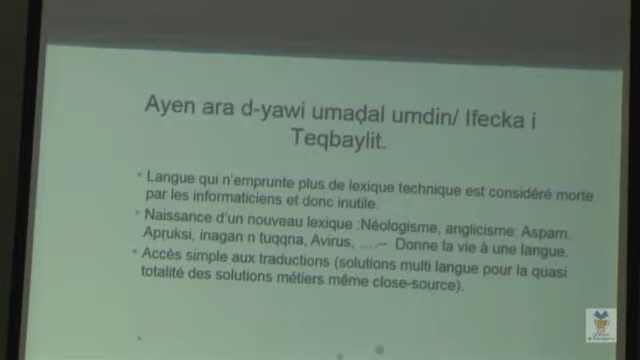 Ayen ara d-yawi umaḍal umdin/ Ifecka i
Teqbaylit.
Langue qui n'emprunte plus de lexique technique est considéré morte
par les informaticiens et donc inutile.
Naissance d'un nouveau lexique :Néologisme, anglicisme: Aspam.
Apruksi, inagan n tuqqna, Avirus, ….– Donne la vie à une langue.
Accès simple aux traductions (solutions multi langue pour la quasi
totalité des solutions métiers même close-source).